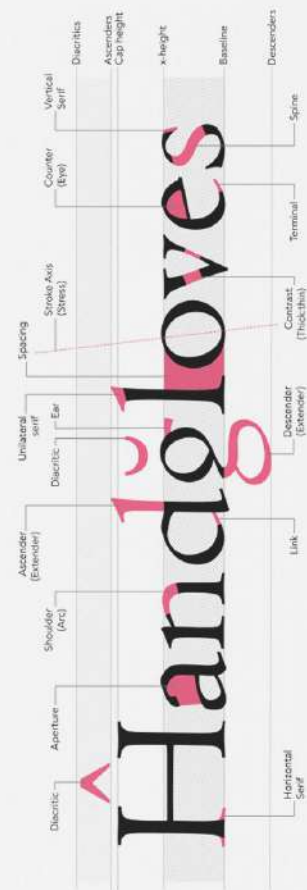 Diacritic
Aperture
Shoulder
(Arc)
Ascender
(Extender)
Diacritic
Ear
Unilateral
serif
Spacing
Stroke Axis
(Stress)
Counter
(Eye)
Vertical
Serif
Diacritics
Ascenders
Cap height
x-height
Baseline
Descenders
Ĥandğloves
Horizontal
Serif
Link
Descender
(Extender)
Contrast
(Thick:thin)
Terminal
Spine